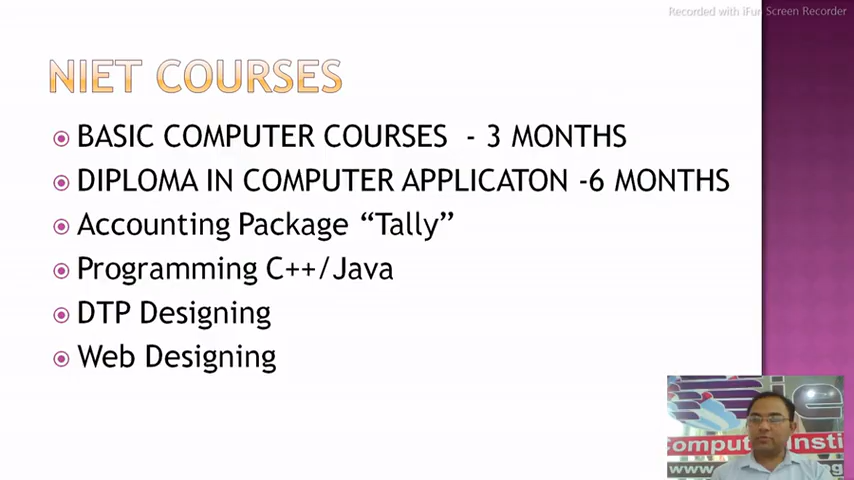 Recorded with iFun Screen Recorder
NIET COURSES
BASIC COMPUTER COURSES - 3 MONTHS
DIPLOMA IN COMPUTER APPLICATON -6 MONTHS
Accounting Package “Tally”
Programming C++/Java
DTP Designing
Web Designing
www.